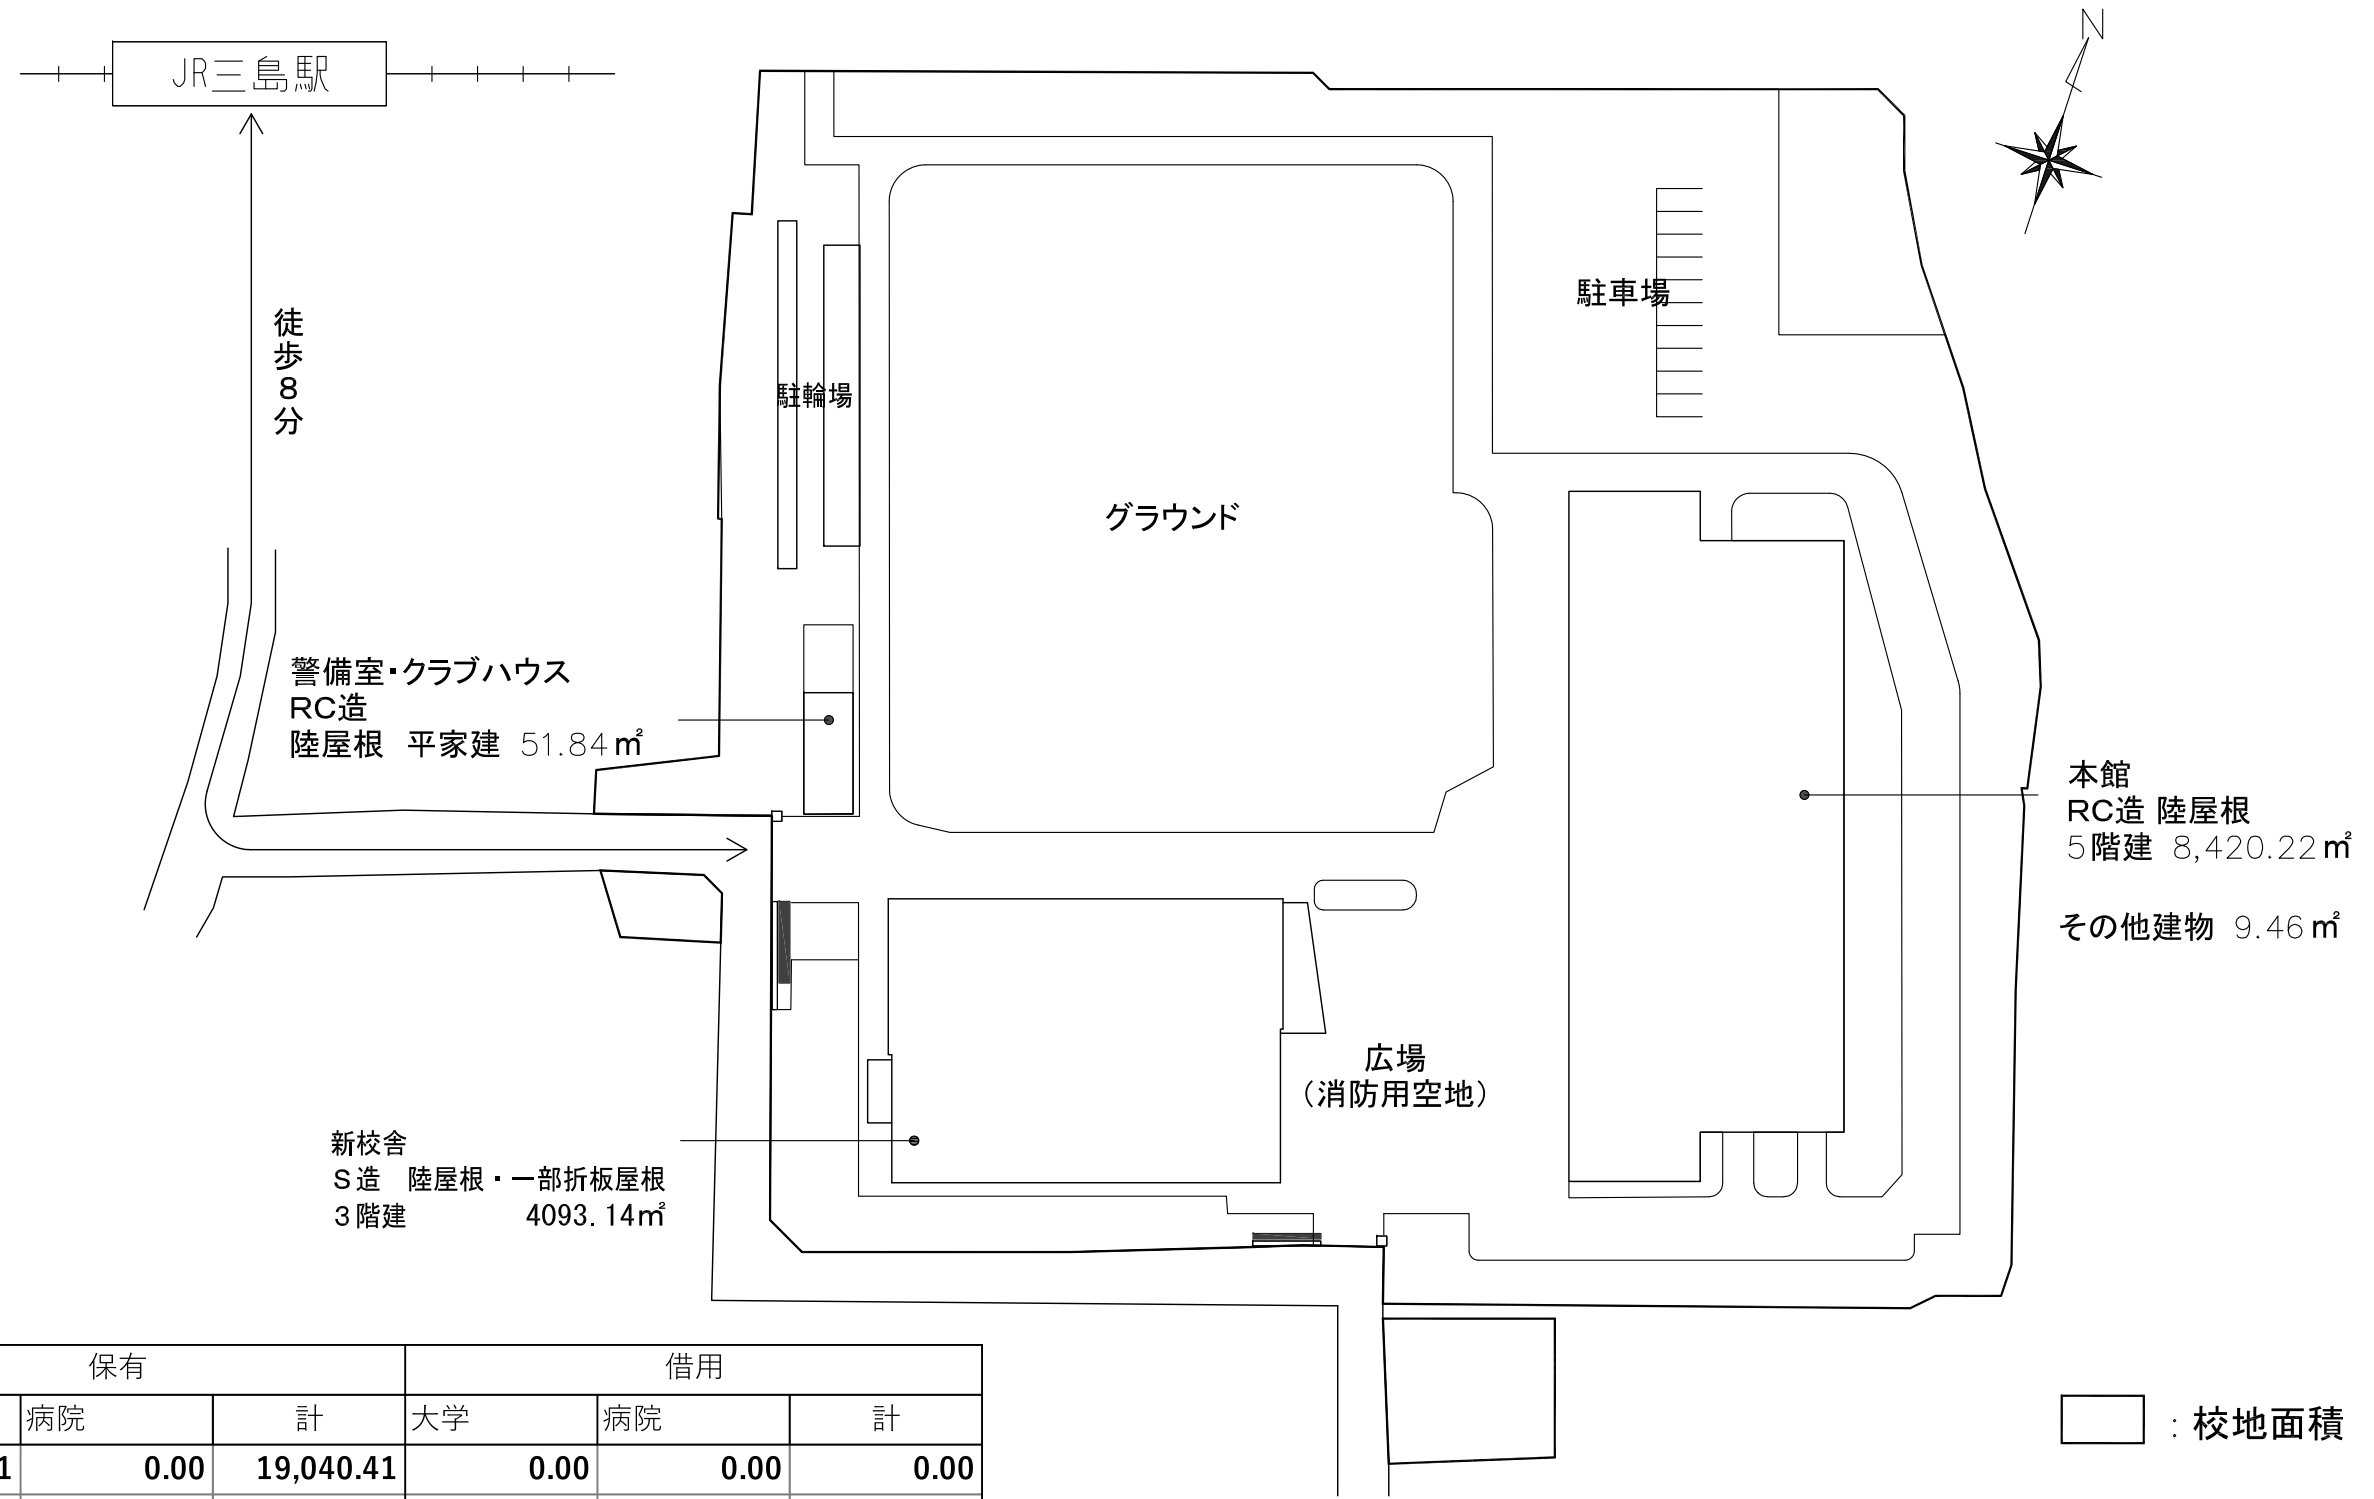 N
JR三島駅
徒歩8分
駐車場
駐輪場
グラウンド
警備室・クラブハウス
RC造
陸屋根 平家建 51.84㎡
本館
RC造 陸屋根
5階建 8,420.22㎡
その他建物 9.46㎡
広場
(消防用空地)
新校舎
S造 陸屋根・一部折板屋根
3階建 4093.14㎡
保有 借用
病院 計 大学 病院 計
1 0.00 19,040.41 0.00 0.00 0.00
:校地面積